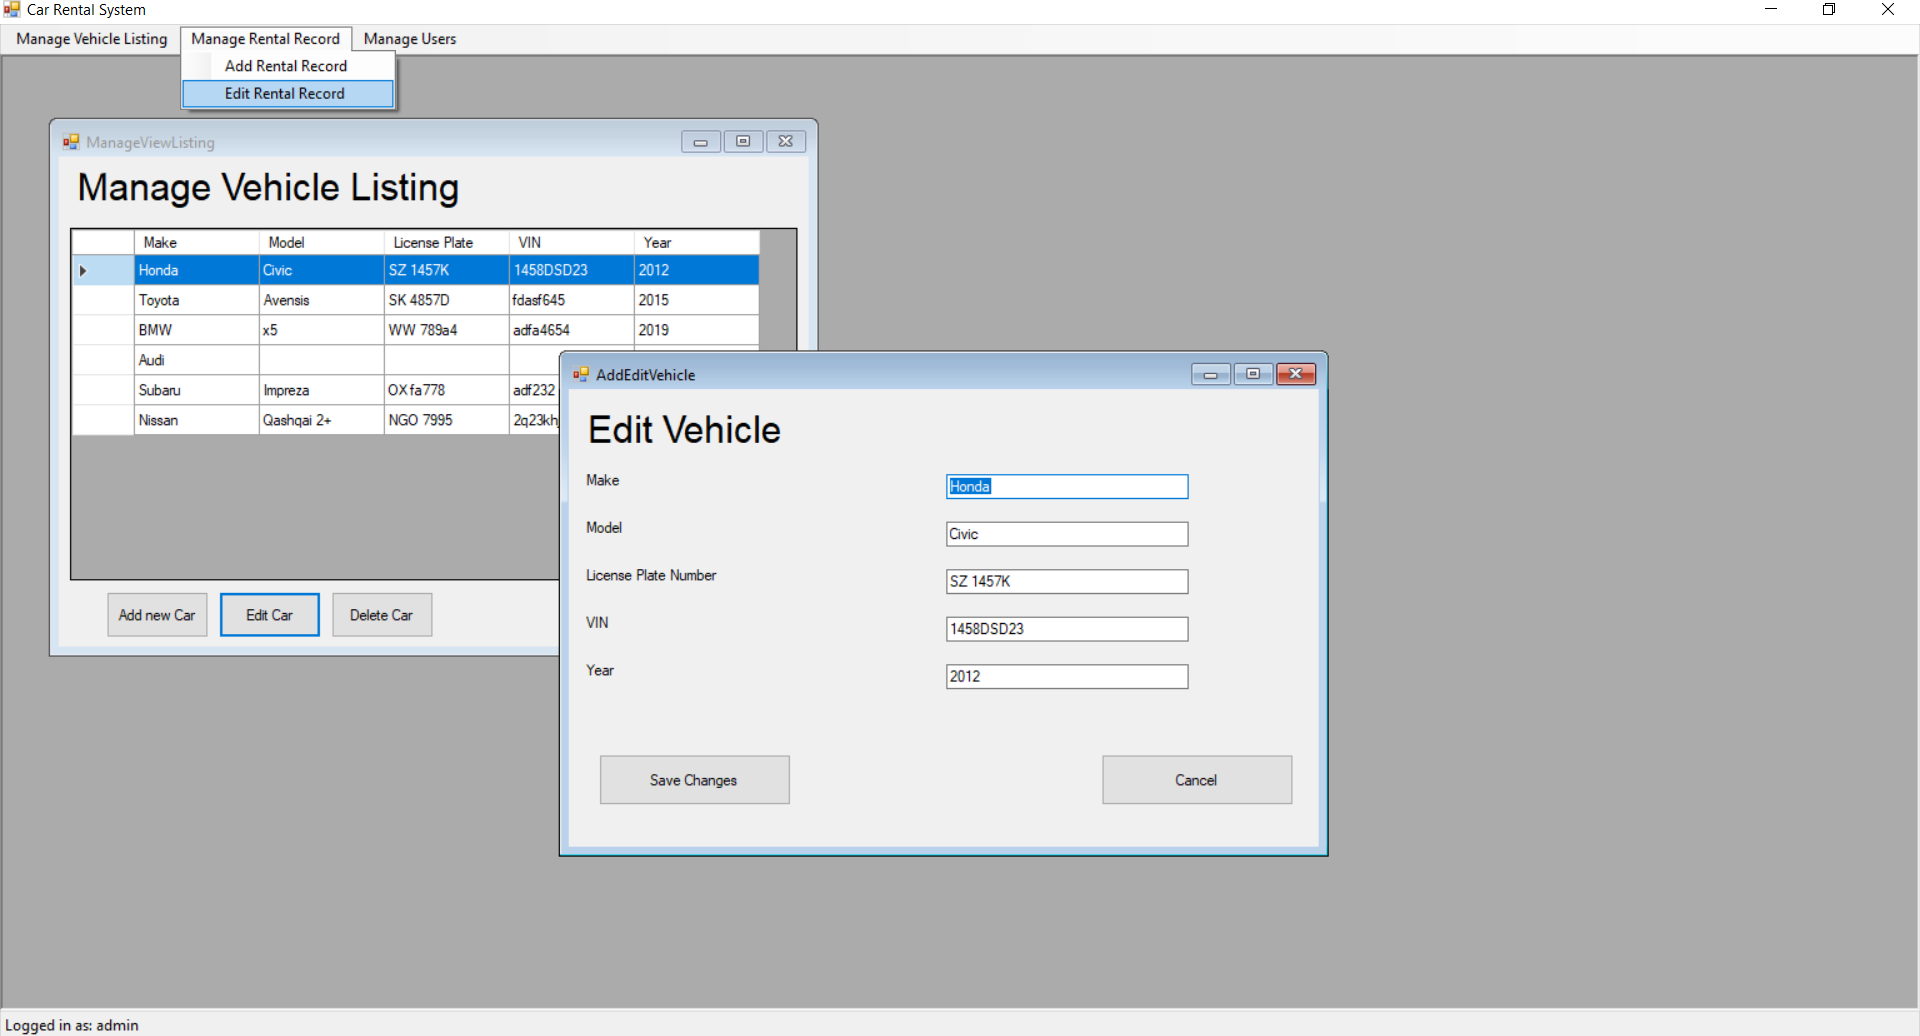 Car Rental System
Manage Vehicle Listing Manage Rental Record Manage Users
Add Rental Record
Edit Rental Record
ManageViewListing
Manage Vehicle Listing
Make Model License Plate VIN Year
Honda Civic SZ 1457K 1458DSD23 2012
Toyota Avensis SK 4857D fdasf645 2015
BMW x5 WW 789a4 adfa4654 2019
Audi
Subaru Impreza OX fa778 adf232
Nissan Qashqai 2+ NGO 7995
Add new Car Edit Car Delete Car
AddEditVehicle
Edit Vehicle
Make Honda
Model Civic
License Plate Number SZ 1457K
VIN 1458DSD23
Year 2012
Save Changes Cancel
Logged in as: admin